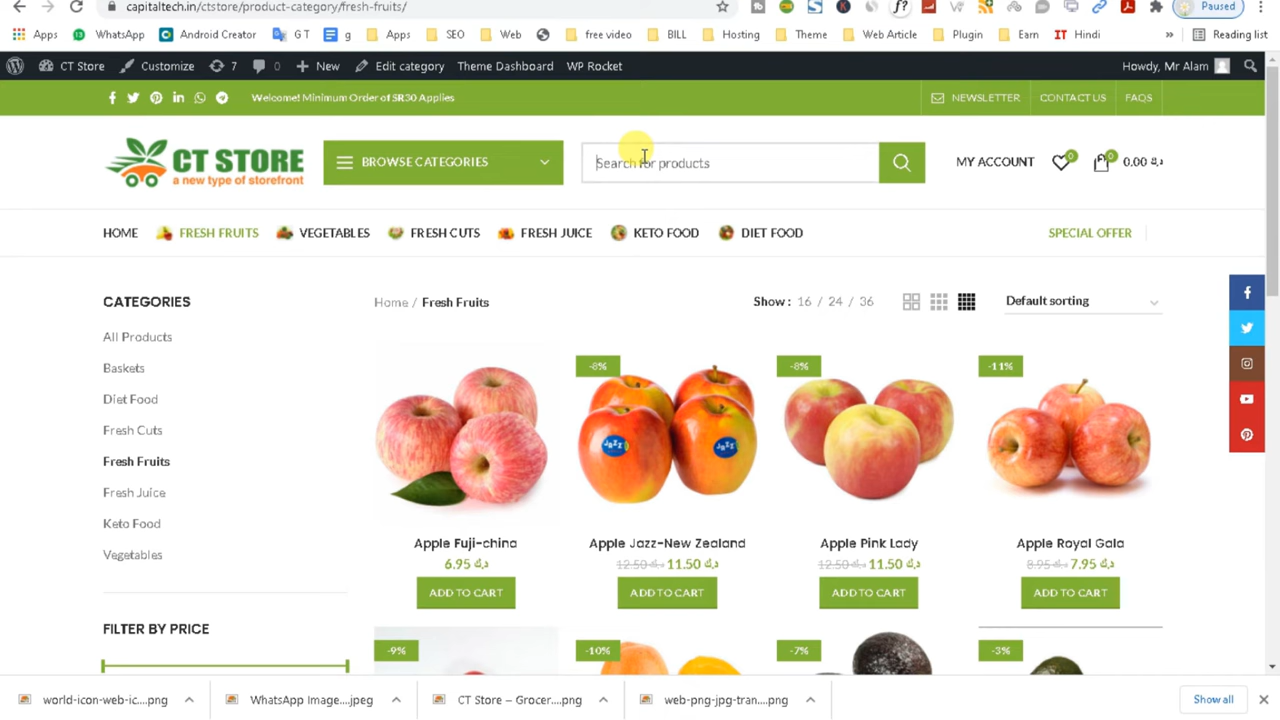 capitaltech.in/ctstore/product-category/fresh-fruits/
Paused
Apps WhatsApp Android Creator G T g Apps SEO Web free video BILL Hosting Theme Web Article Plugin Earn IT Hindi » Reading list
CT Store Customize 7 0 New Edit category Theme Dashboard WP Rocket Howdy, Mr Alam
Welcome! Minimum Order of SR30 Applies NEWSLETTER CONTACT US FAQS
CT STORE
a new type of storefront
BROWSE CATEGORIES
Search for products
MY ACCOUNT 0 0 0.00 د.ك
HOME FRESH FRUITS VEGETABLES FRESH CUTS FRESH JUICE KETO FOOD DIET FOOD SPECIAL OFFER
CATEGORIES
All Products
Baskets
Diet Food
Fresh Cuts
Fresh Fruits
Fresh Juice
Keto Food
Vegetables
FILTER BY PRICE
Home / Fresh Fruits
Show : 16 / 24 / 36
Default sorting
-8% -8% -11%
JAZZ JAZZ
Apple Fuji-china Apple Jazz-New Zealand Apple Pink Lady Apple Royal Gala
6.95 د.ك 12.50 د.ك 11.50 د.ك 12.50 د.ك 11.50 د.ك 8.95 د.ك 7.95 د.ك
ADD TO CART ADD TO CART ADD TO CART ADD TO CART
-9% -10% -7% -3%
world-icon-web-ic....png WhatsApp Image....jpeg CT Store – Grocer....png web-png-jpg-tran....png Show all